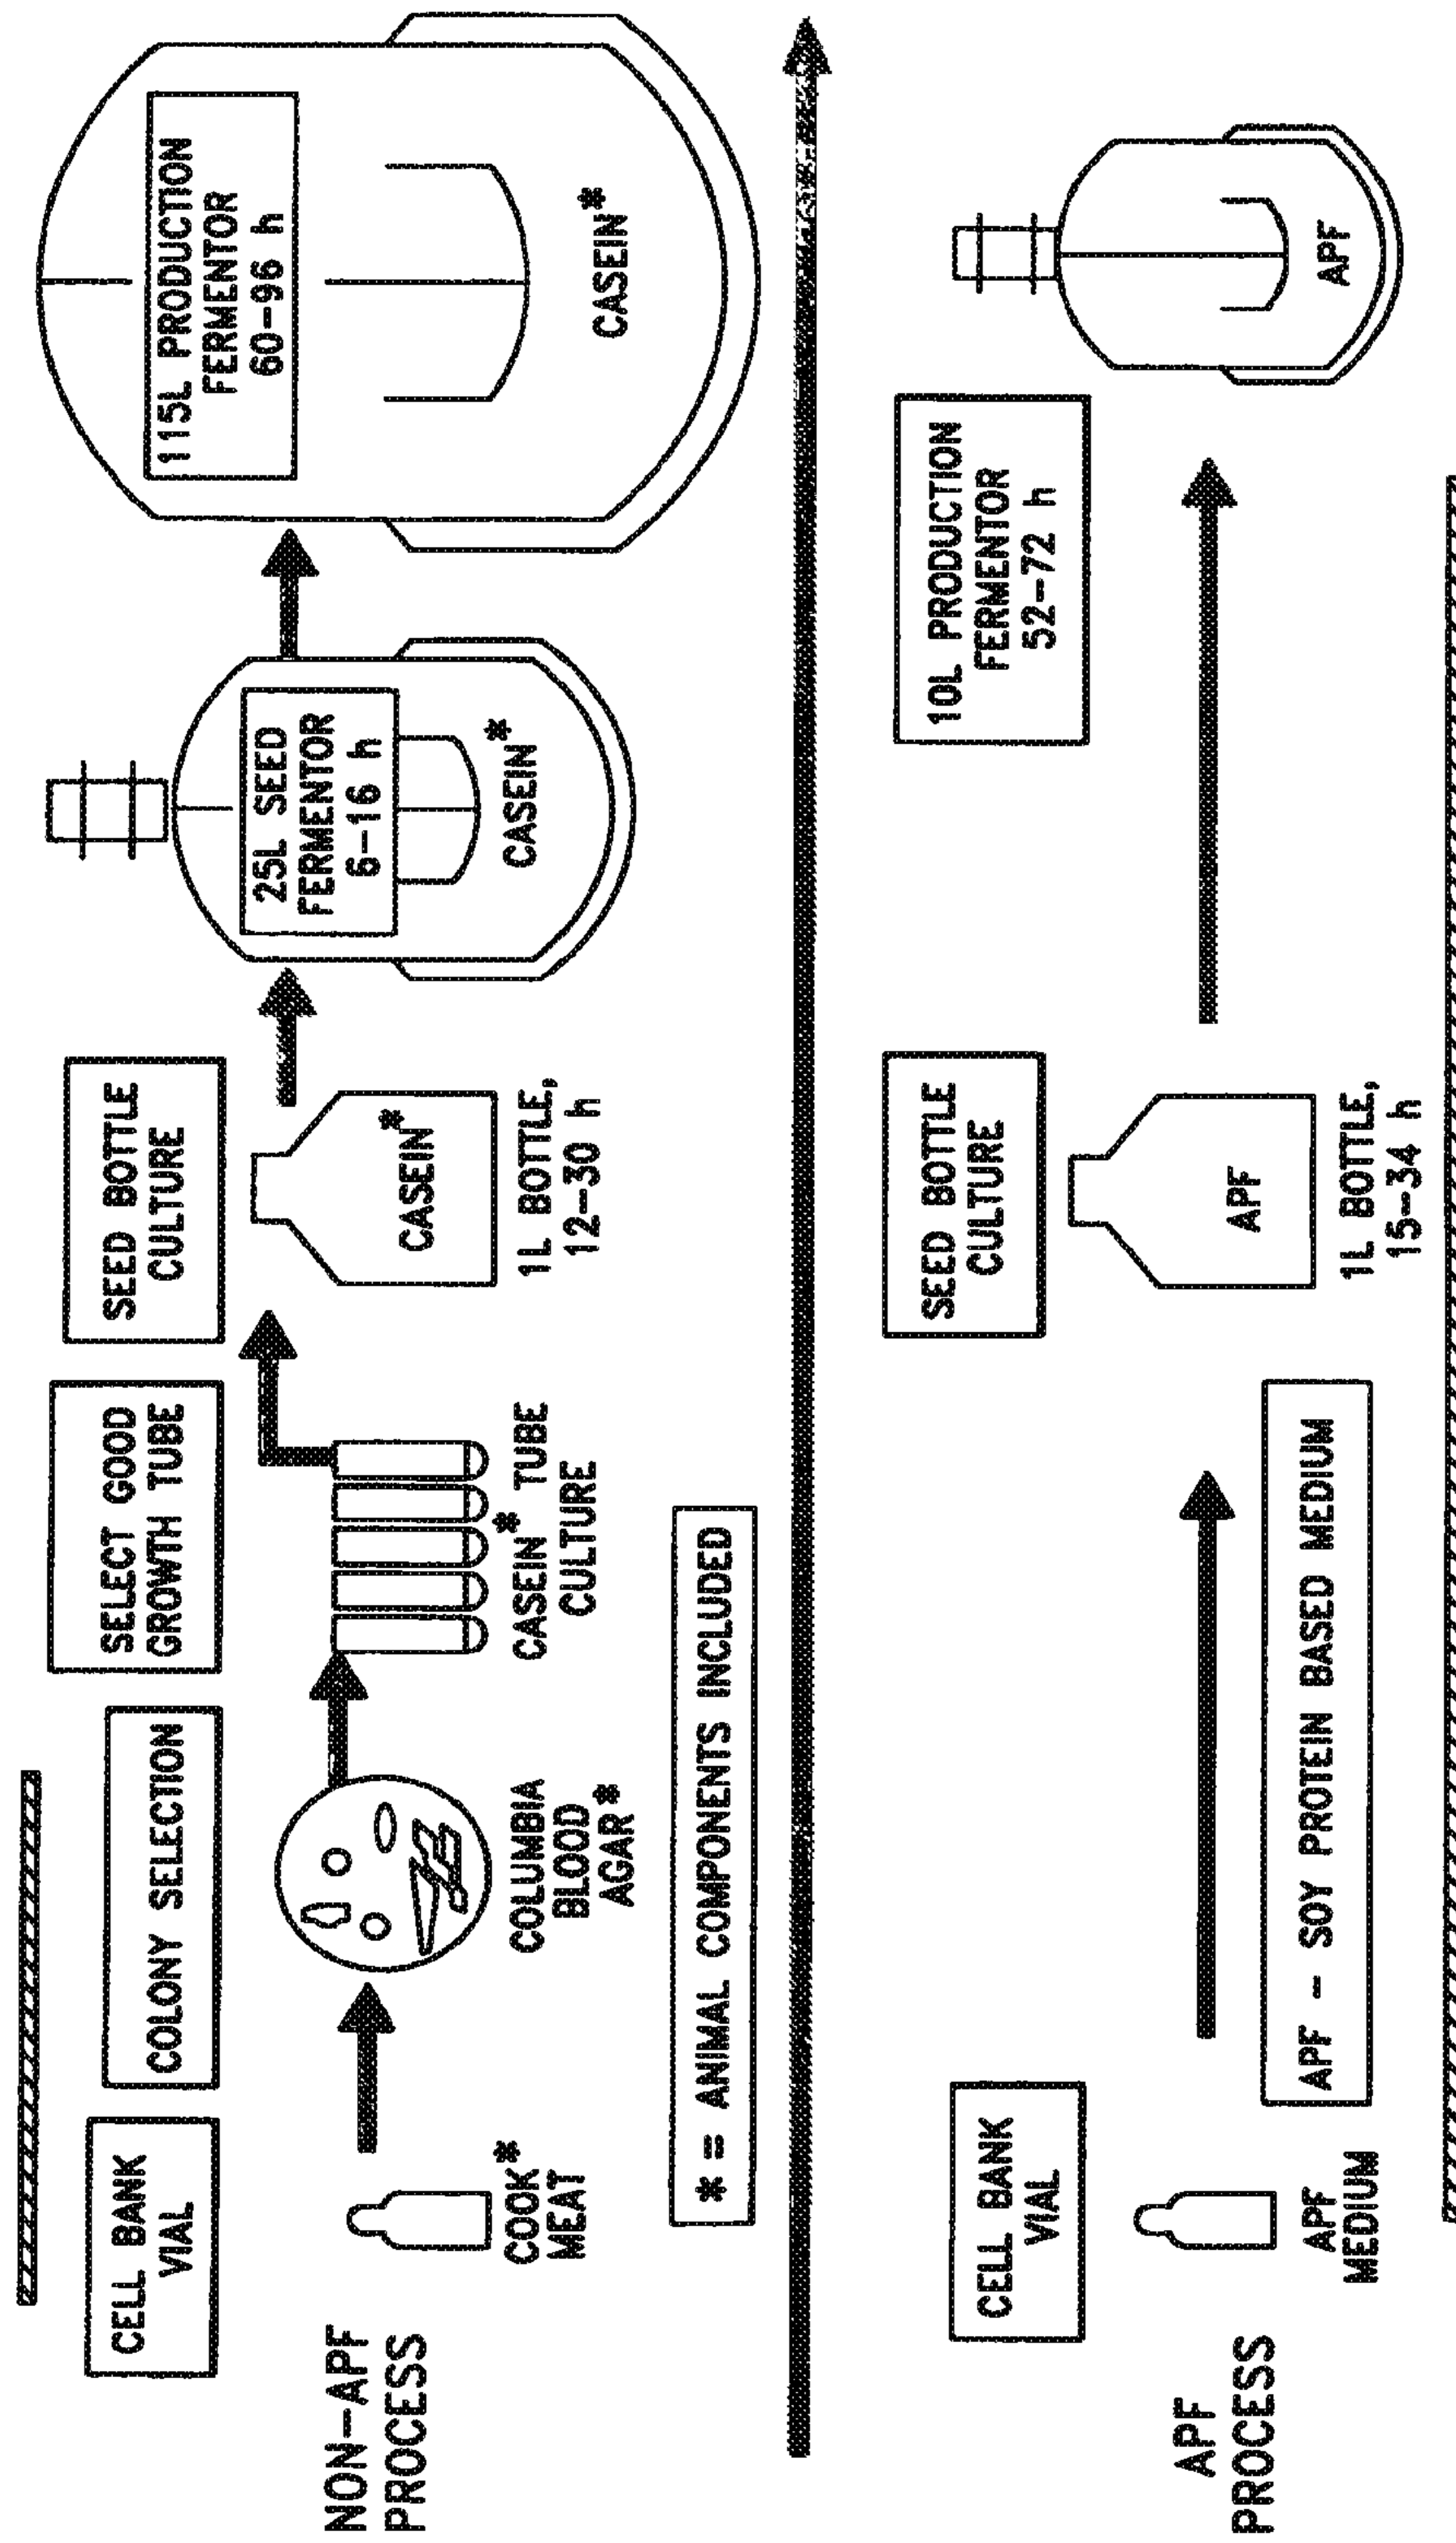 NON-APF
PROCESS
CELL BANK
VIAL
COOK*
MEAT
COLONY SELECTION
COLUMBIA
BLOOD
AGAR*
SELECT GOOD
GROWTH TUBE
CASEIN* TUBE
CULTURE
SEED BOTTLE
CULTURE
CASEIN*
1L BOTTLE,
12-30 h
25L SEED
FERMENTOR
6-16 h
CASEIN*
115L PRODUCTION
FERMENTOR
60-96 h
CASEIN*
* = ANIMAL COMPONENTS INCLUDED
APF
PROCESS
CELL BANK
VIAL
APF
MEDIUM
APF - SOY PROTEIN BASED MEDIUM
SEED BOTTLE
CULTURE
APF
1L BOTTLE,
15-34 h
10L PRODUCTION
FERMENTOR
52-72 h
APF